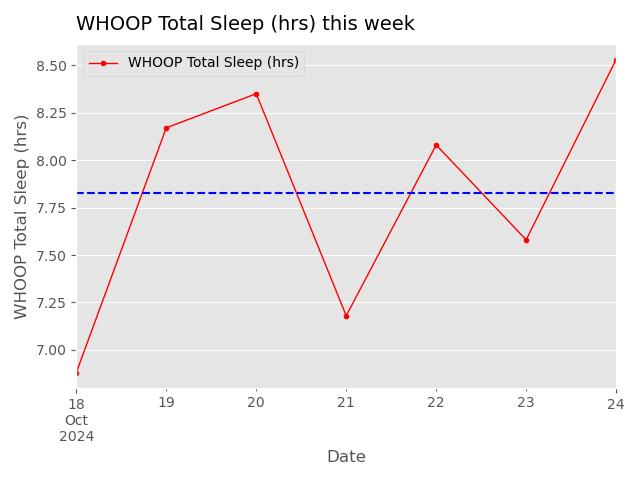 WHOOP Total Sleep (hrs) this week
WHOOP Total Sleep (hrs)
WHOOP Total Sleep (hrs)
8.50
8.25
8.00
7.75
7.50
7.25
7.00
18 19 20 21 22 23 24
Oct
2024
Date